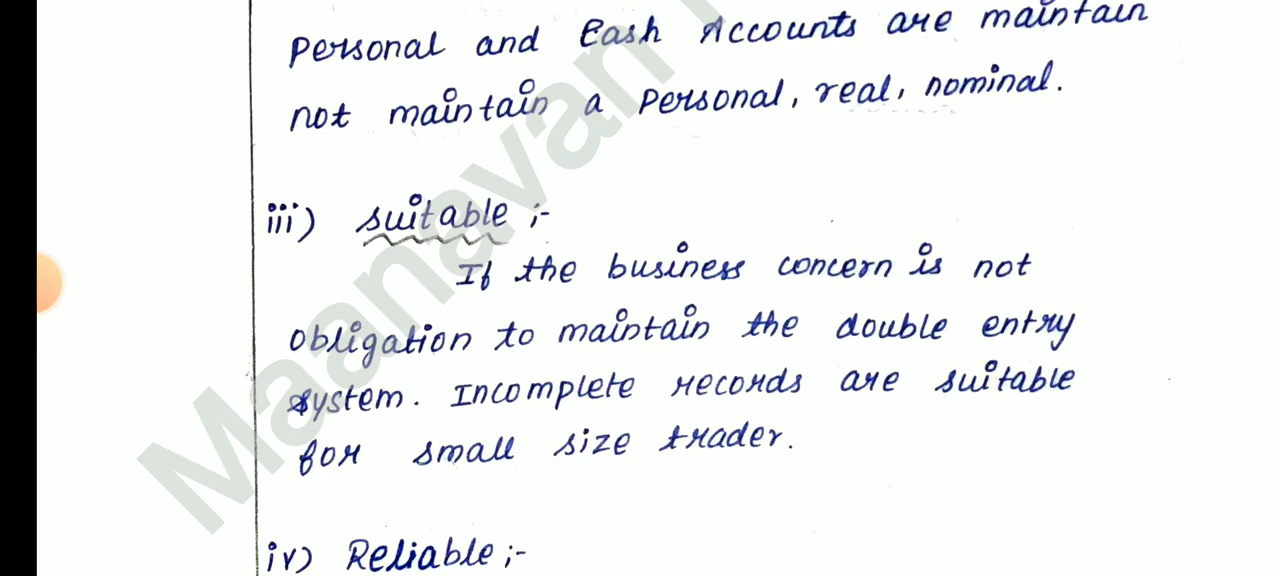 Personal and Cash Accounts are maintain
not maintain a Personal, real, nominal.
iii) suitable ;-
If the business concern is not
obligation to maintain the double entry
system. Incomplete records are suitable
for small size trader.
iv) Reliable ;-
Maanavan